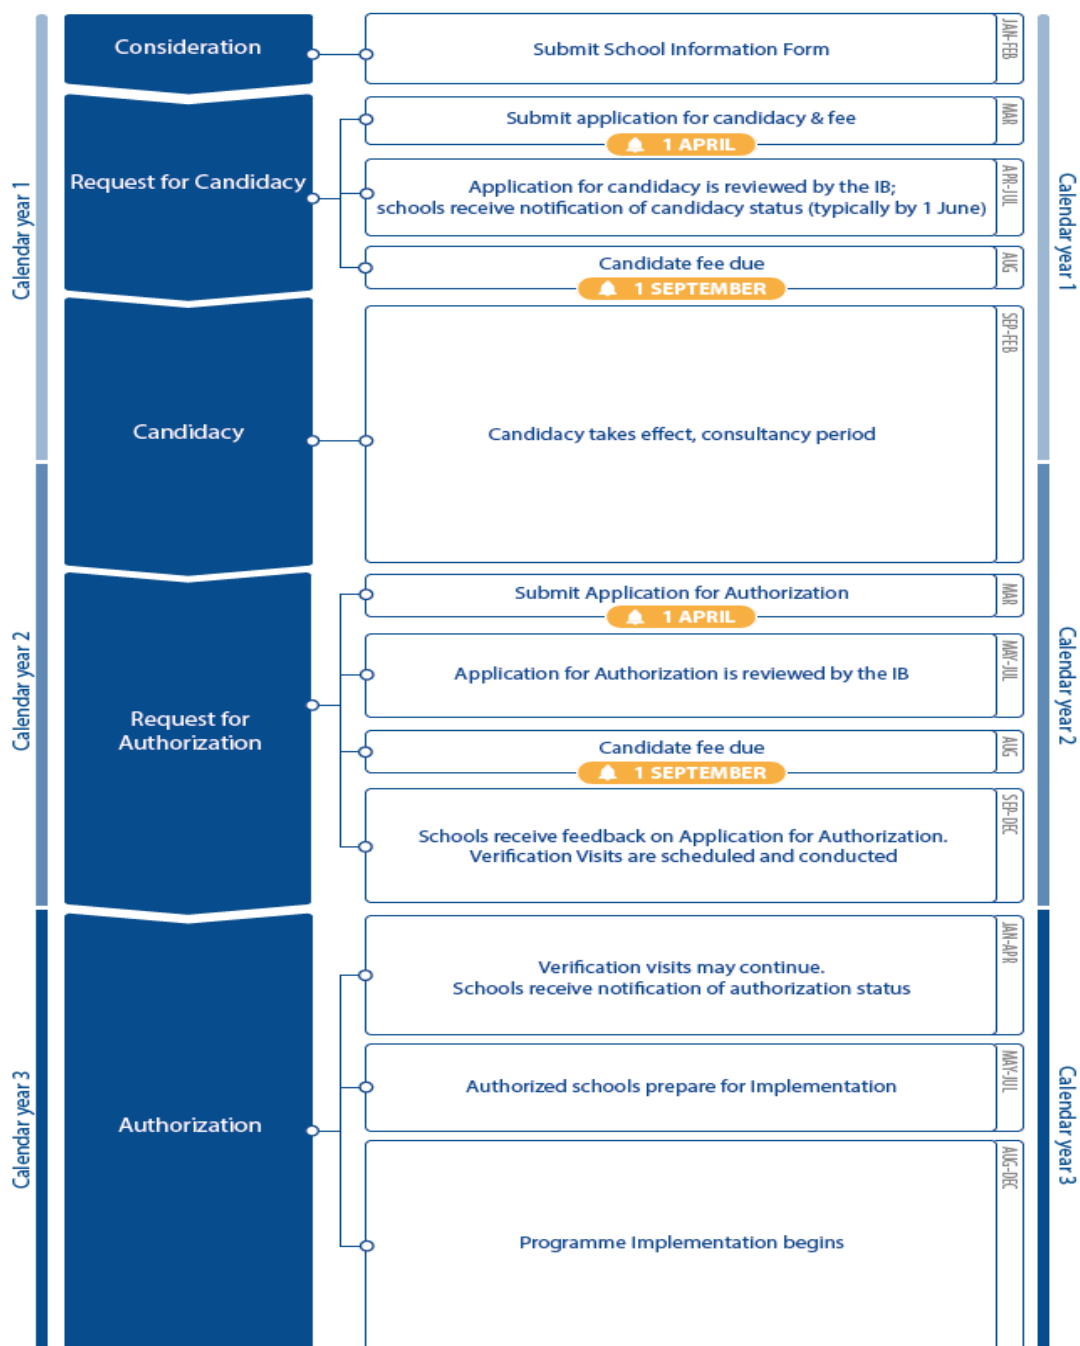 Calendar year 1
Consideration
Submit School Information Form
JAN-FEB
Request for Candidacy
Submit application for candidacy & fee
MAR
1 APRIL
Application for candidacy is reviewed by the IB;
schools receive notification of candidacy status (typically by 1 June)
APR-JUL
Candidate fee due
AUG
1 SEPTEMBER
Calendar year 1
Candidacy
Candidacy takes effect, consultancy period
SEP-FEB
Calendar year 2
Request for
Authorization
Submit Application for Authorization
MAR
1 APRIL
Application for Authorization is reviewed by the IB
MAY-JUL
Candidate fee due
AUG
1 SEPTEMBER
Schools receive feedback on Application for Authorization.
Verification Visits are scheduled and conducted
SEP-DEC
Calendar year 2
Calendar year 3
Authorization
Verification visits may continue.
Schools receive notification of authorization status
JAN-APR
Authorized schools prepare for Implementation
MAY-JUL
Programme Implementation begins
AUG-DEC
Calendar year 3